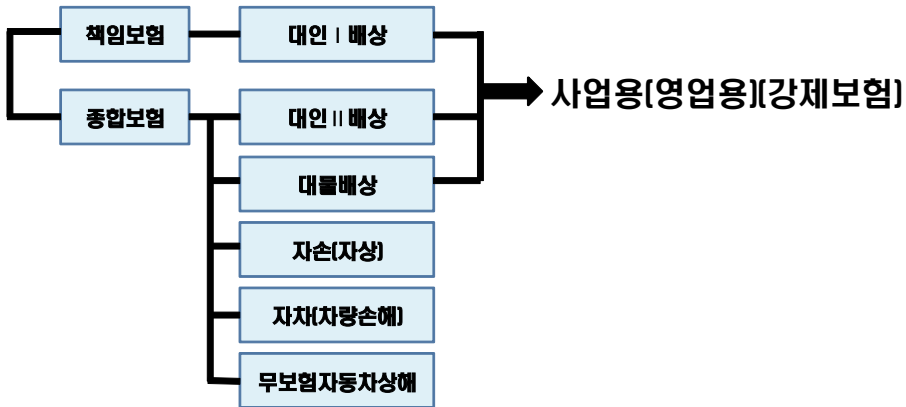 책임보험
대인 I 배상
사업용(영업용)(강제보험)
종합보험
대인 II 배상
대물배상
자손(자상)
자차(차량손해)
무보험자동차상해